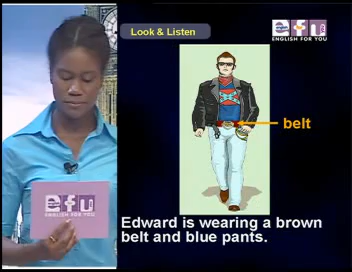 Look & Listen
efu
ENGLISH FOR YOU
belt
efu
ENGLISH FOR YOU
Edward is wearing a brown
belt and blue pants.